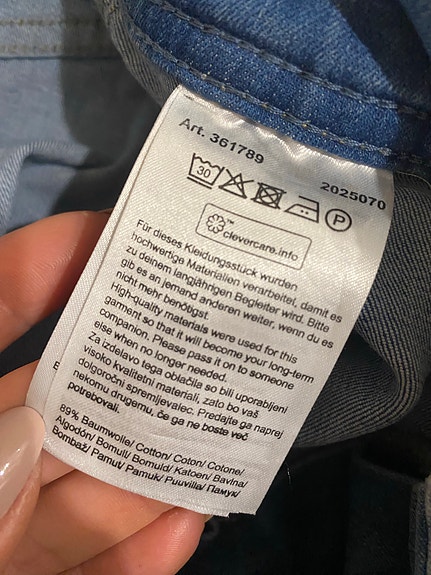 Art. 361789
2025070
30
P
™
clevercare.info
Für dieses Kleidungsstück wurden
hochwertige Materialien verarbeitet, damit es
zu deinem langjährigen Begleiter wird. Bitte
gib es an jemand anderen weiter, wenn du es
nicht mehr benötigst.
High-quality materials were used for this
garment so that it will become your long-term
companion. Please pass it on to someone
else when no longer needed.
Za izdelavo tega oblačila so bili uporabljeni
visoko kvalitetni materiali, zato bo vaš
dolgoročni spremljevalec. Predajte ga naprej
nekomu drugemu, če ga ne boste več
potrebovali.
89% Baumwolle/ Cotton/ Coton/ Cotone/
Algodón/ Bomull/ Bomuld/ Katoen/ Bavlna/
Bombaž/ Pamut/ Pamuk/ Puuvilla/ Памук/